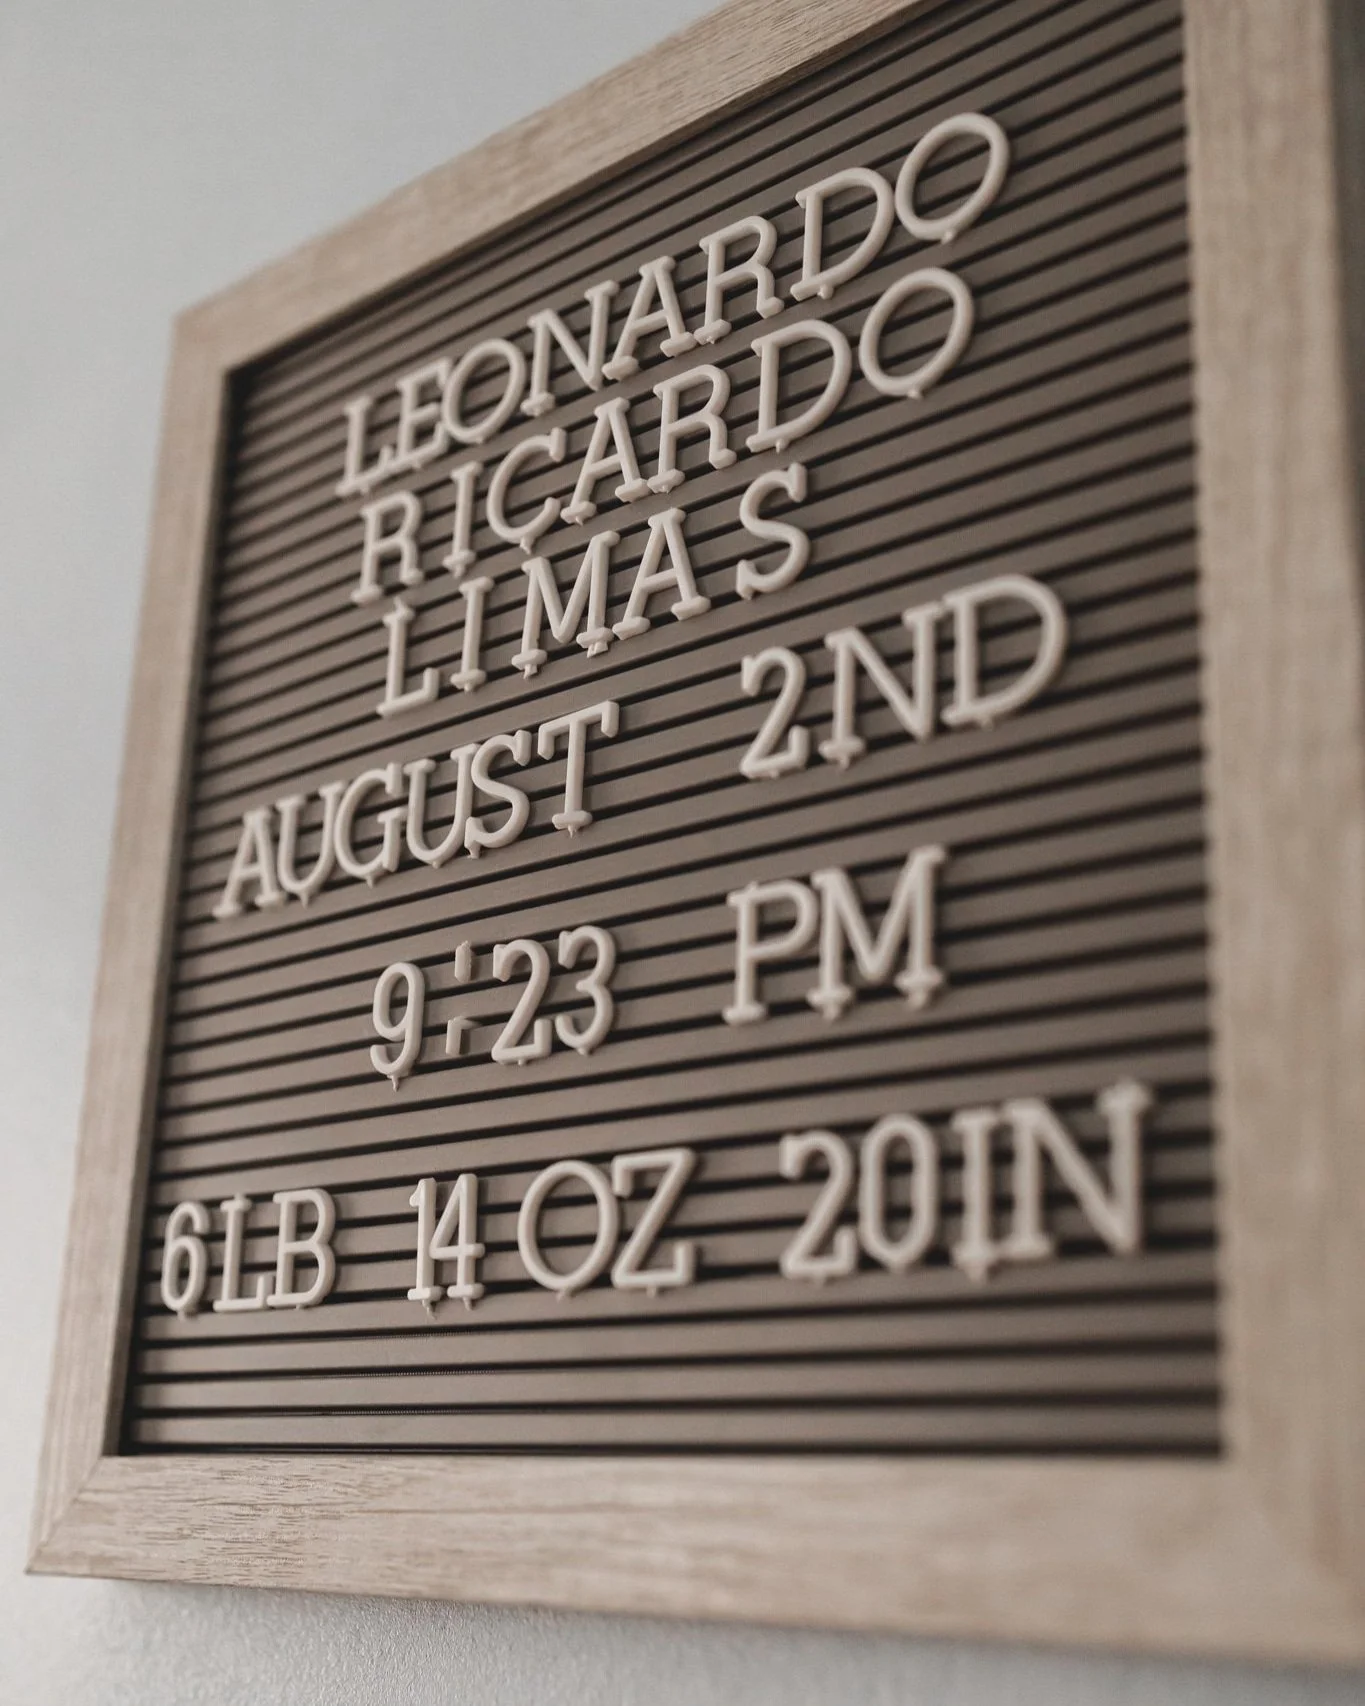 LEONARDO
RICARDO
LIMAS
AUGUST 2ND
9:23 PM
6LB 14 OZ 20IN